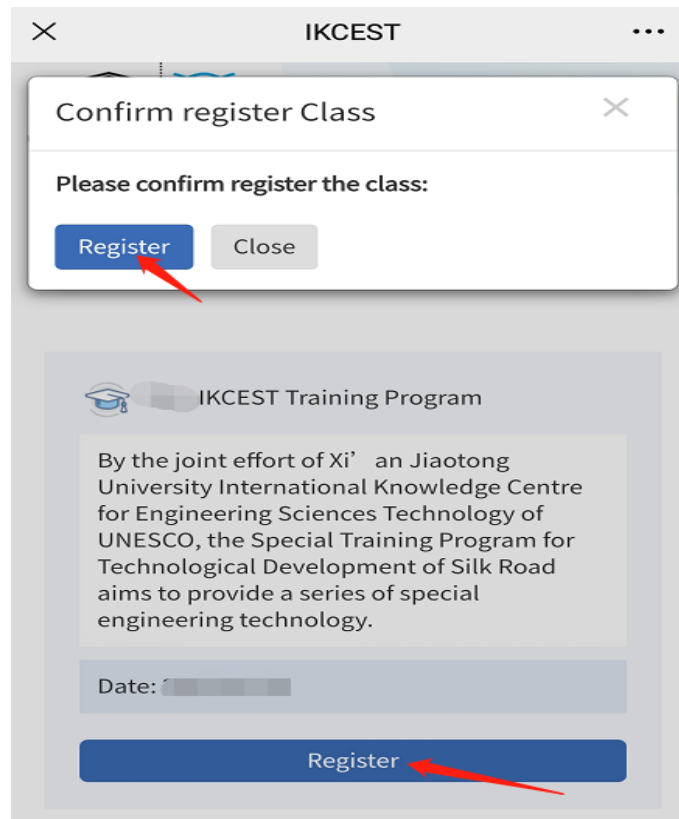 IKCEST
Confirm register Class
Please confirm register the class:
Register
Close
IKCEST Training Program
By the joint effort of Xi’ an Jiaotong
University International Knowledge Centre
for Engineering Sciences Technology of
UNESCO, the Special Training Program for
Technological Development of Silk Road
aims to provide a series of special
engineering technology.
Date:
Register